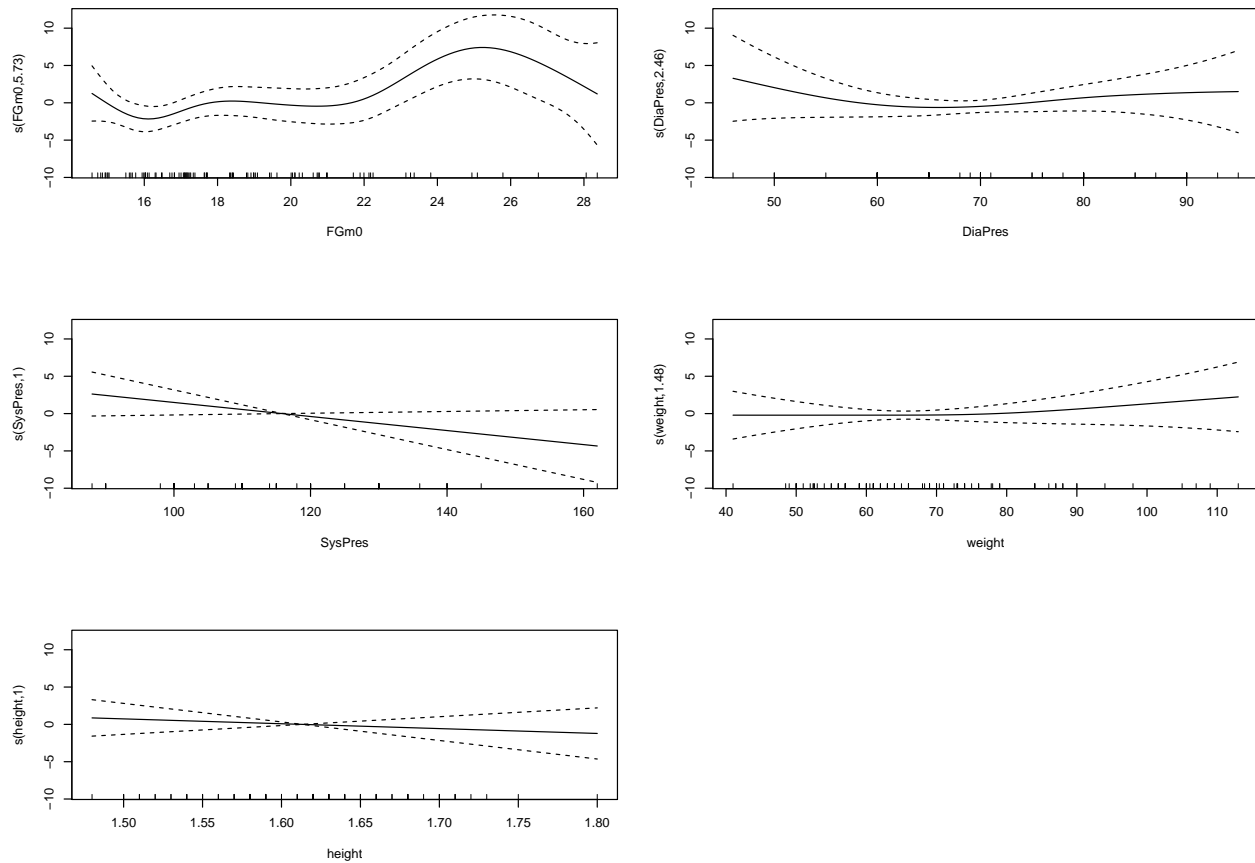 s(FGm0,5.73)
10
5
0
−5
−10
16 18 20 22 24 26 28
FGm0
s(DiaPres,2.46)
10
5
0
−5
−10
50 60 70 80 90
DiaPres
s(SysPres,1)
10
5
0
−5
−10
100 120 140 160
SysPres
s(weight,1.48)
10
5
0
−5
−10
40 50 60 70 80 90 100 110
weight
s(height,1)
10
5
0
−5
−10
1.50 1.55 1.60 1.65 1.70 1.75 1.80
height